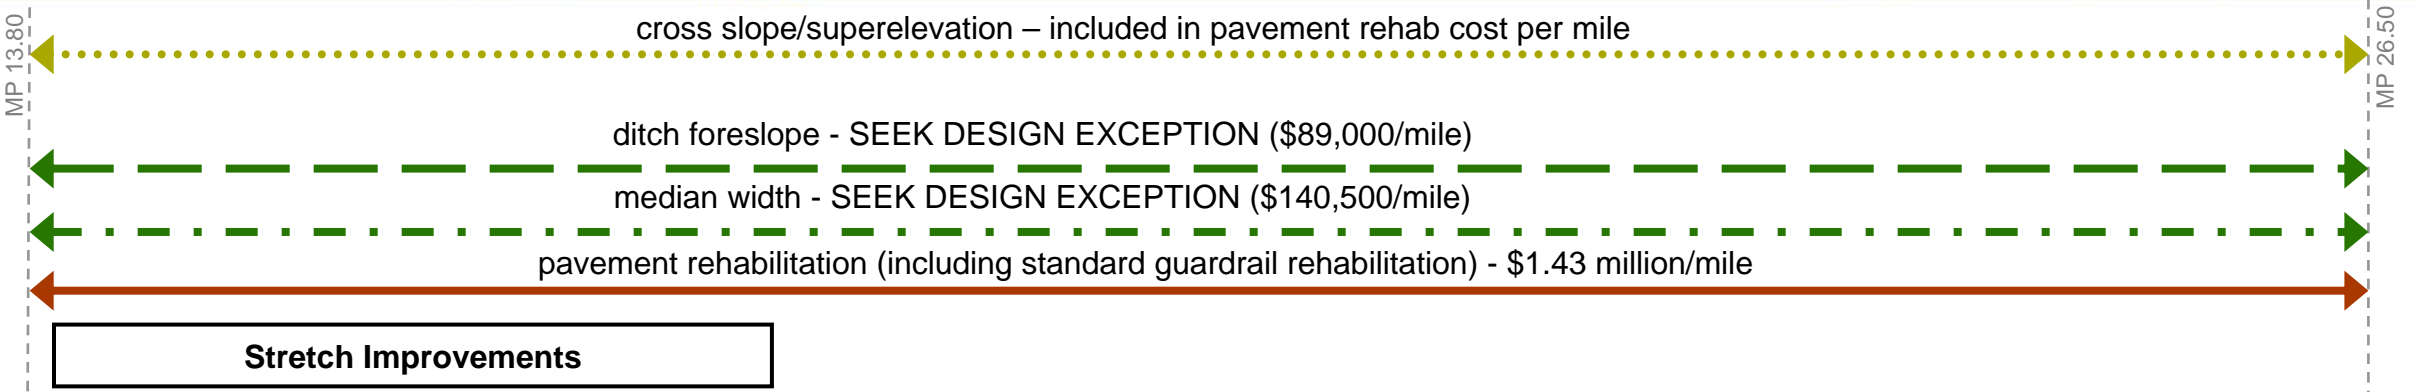 MP 13.80
cross slope/superelevation – included in pavement rehab cost per mile
MP 26.50
ditch foreslope - SEEK DESIGN EXCEPTION ($89,000/mile)
median width - SEEK DESIGN EXCEPTION ($140,500/mile)
pavement rehabilitation (including standard guardrail rehabilitation) - $1.43 million/mile
Stretch Improvements